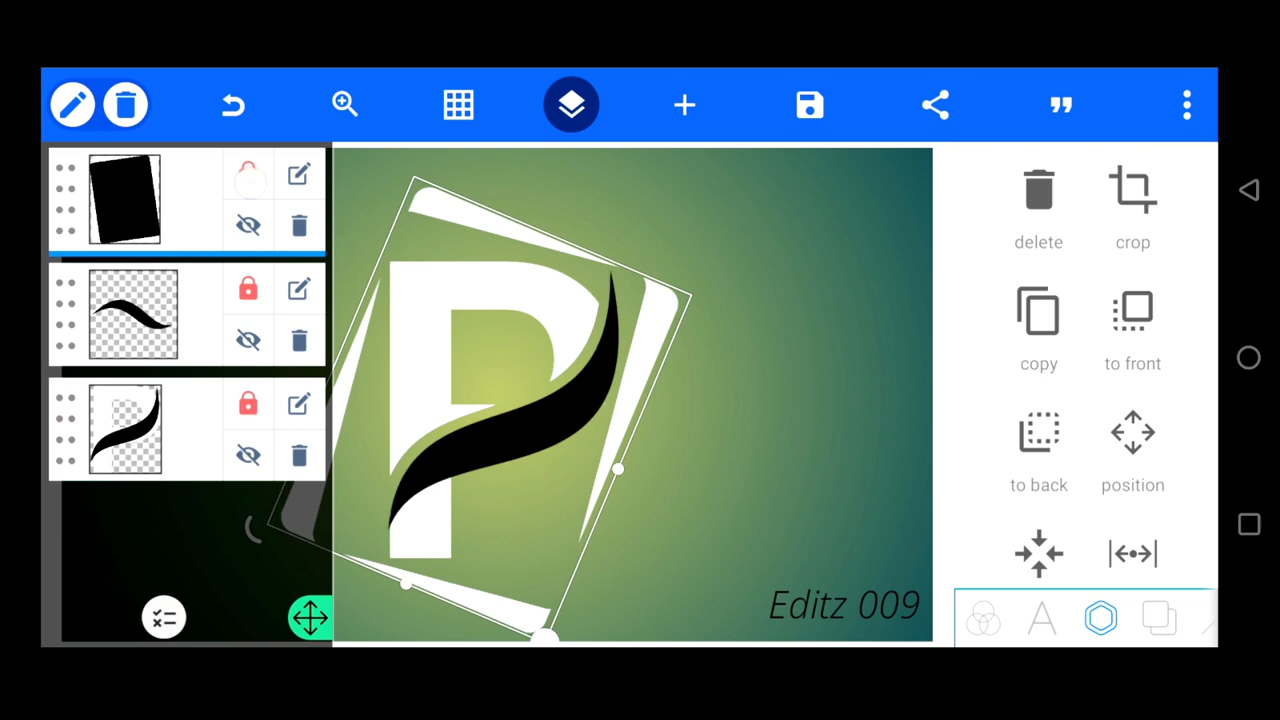 P
delete
crop
copy
to front
to back
position
Editz 009